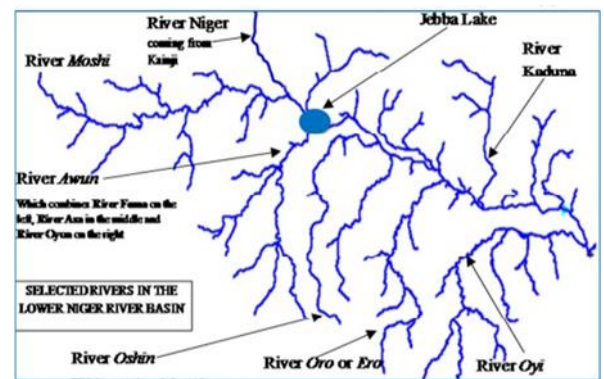 River Niger
coming from
Kainji
Jebba Lake
River Moshi
River
Kaduna
River Awun
Which combines River Fuma on the
left, River Asa in the middle and
River Oyun on the right
SELECTED RIVERS IN THE
LOWER NIGER RIVER BASIN
River Oshin
River Oro or Ero
River Oyi